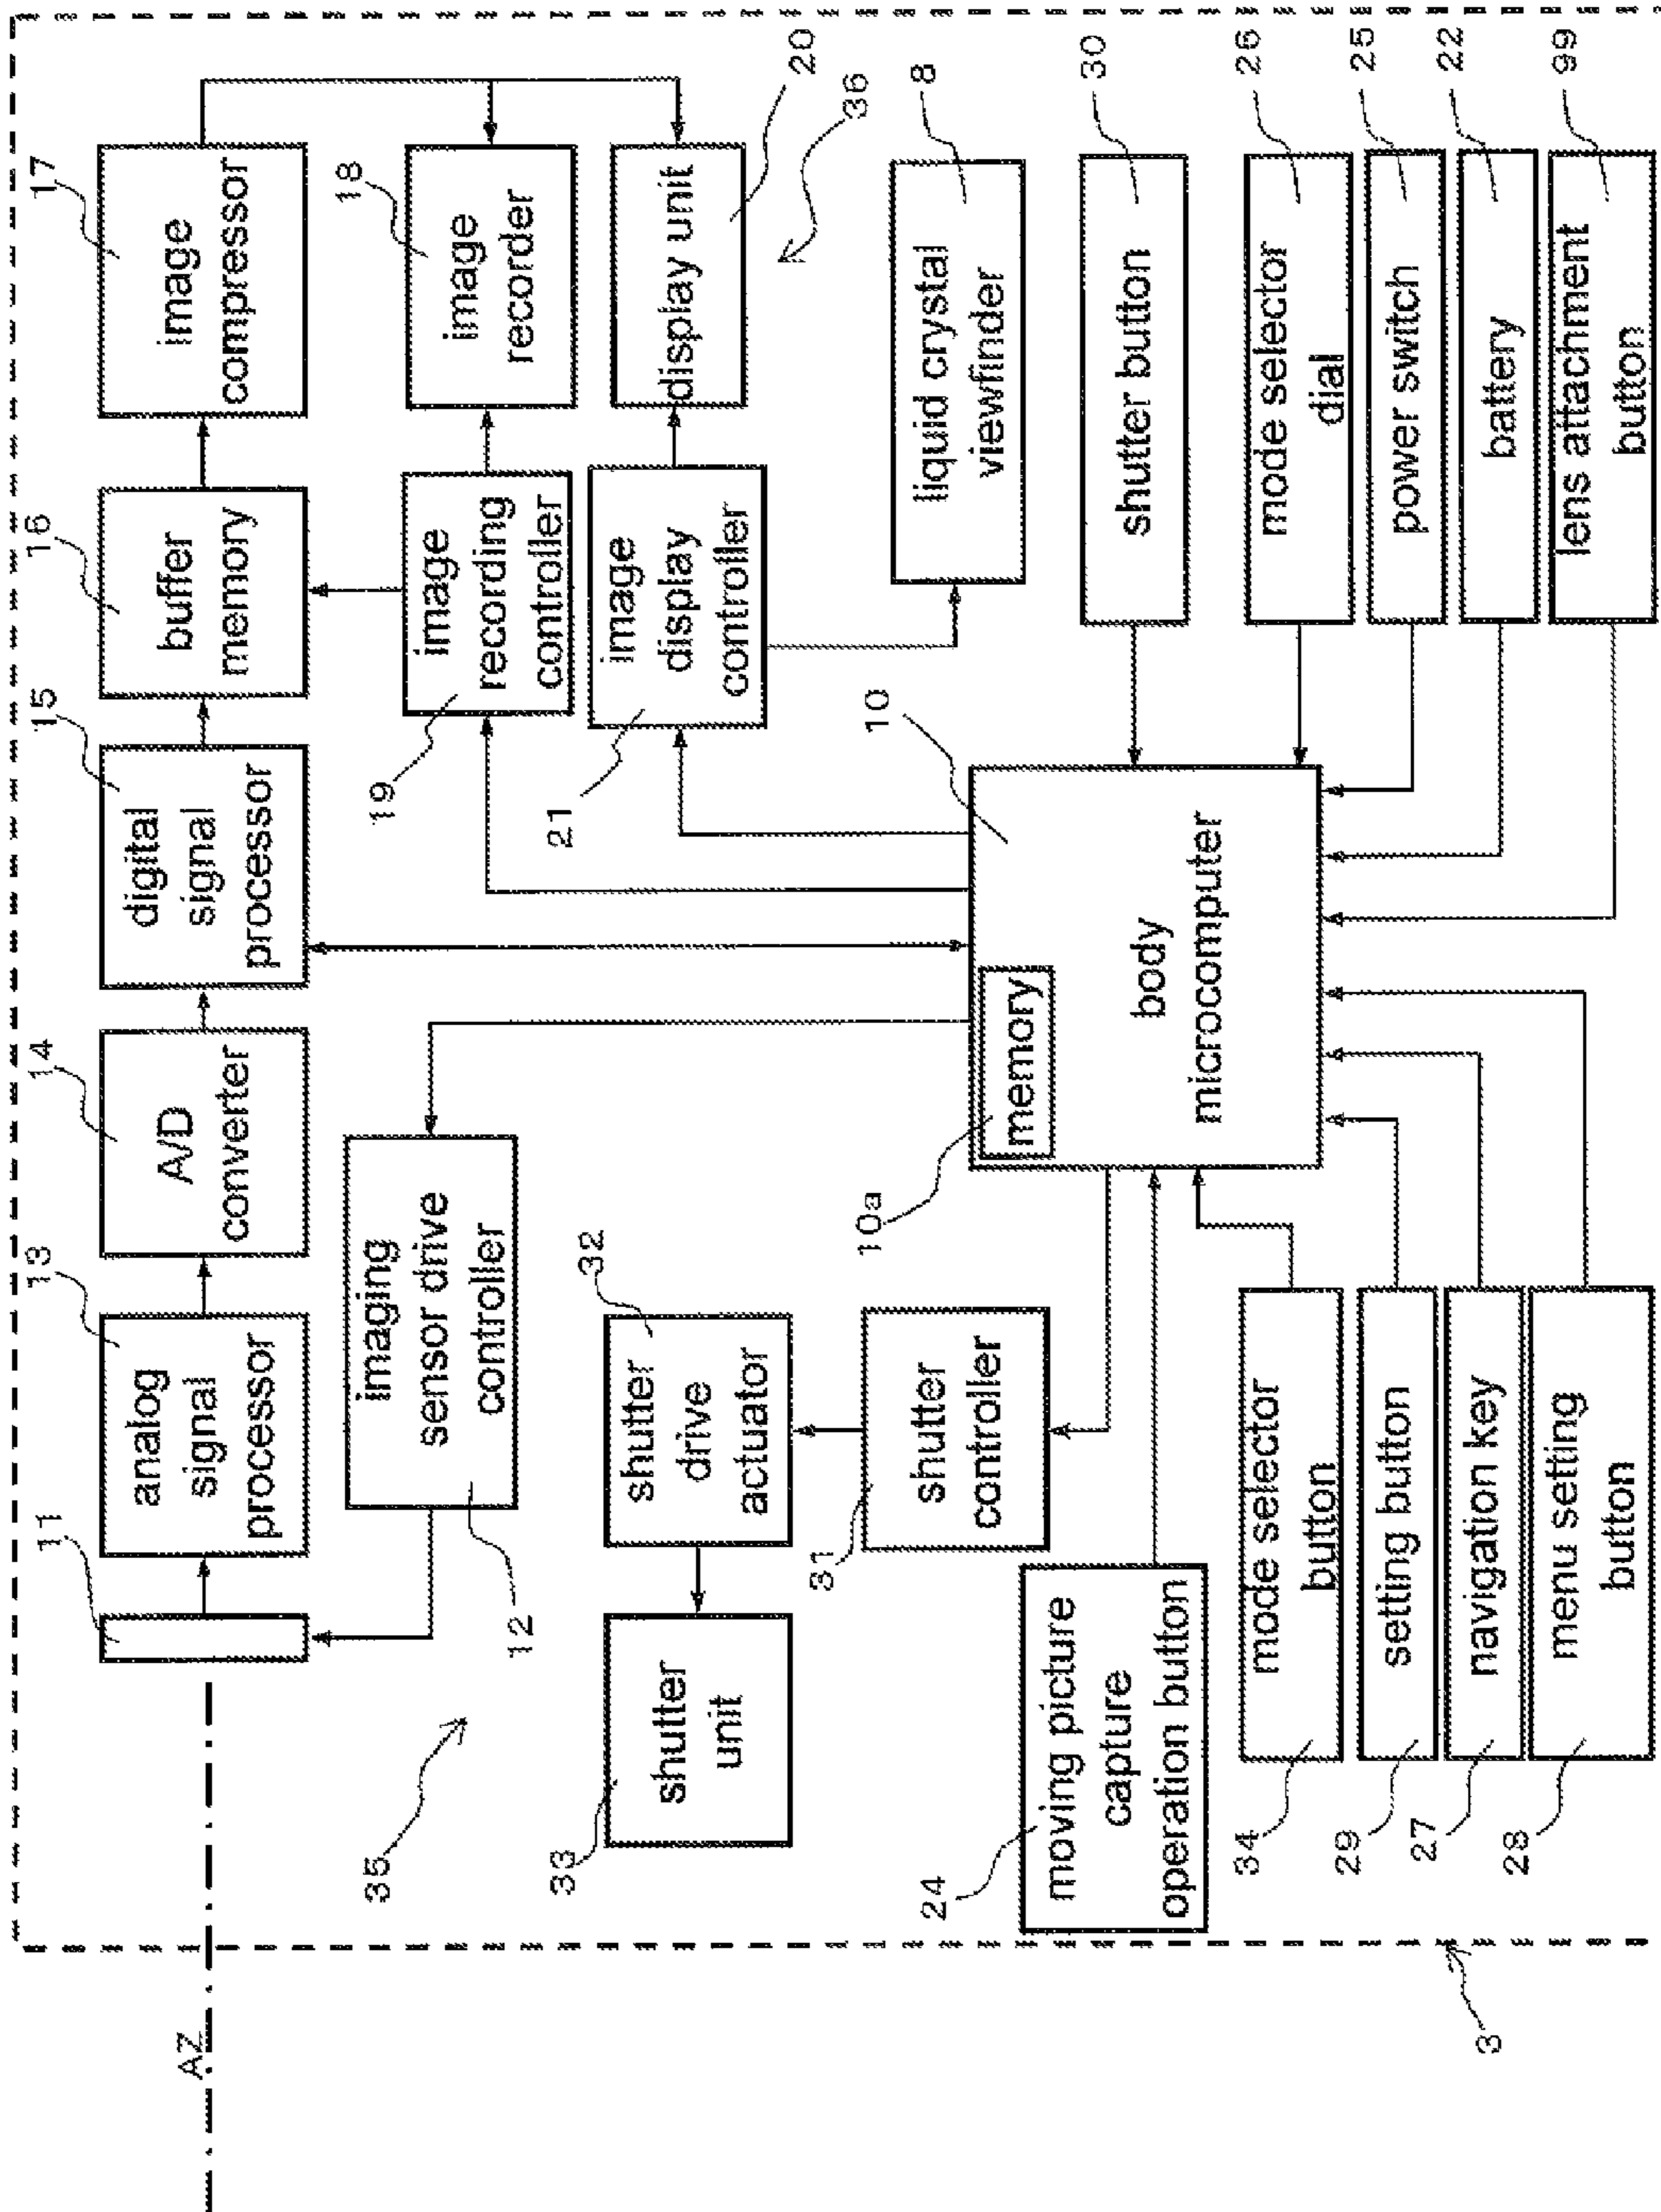 AZ
11
13
14
15
16
17
analog
signal
processor
A/D
converter
digital
signal
processor
buffer
memory
image
compressor
imaging
sensor drive
controller
12
35
image
recording
controller
19
image
recorder
18
shutter
unit
33
shutter
drive
actuator
32
image
display
controller
21
display unit
20
36
shutter
controller
31
liquid crystal
viewfinder
8
10
10a
memory
body
microcomputer
moving picture
capture
operation button
24
shutter button
30
mode selector
button
34
mode selector
dial
26
setting button
29
power switch
25
navigation key
27
battery
22
menu setting
button
28
lens attachment
button
99
3